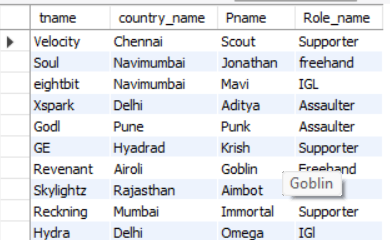 tname country_name Pname Role_name
Velocity Chennai Scout Supporter
Soul Navimumbai Jonathan freehand
eightbit Navimumbai Mavi IGL
Xspark Delhi Aditya Assaulter
Godl Pune Punk Assaulter
GE Hyadrad Krish Supporter
Revenant Airoli Goblin Freehand
Skylightz Rajasthan Aimbot Goblin
Reckning Mumbai Immortal Supporter
Hydra Delhi Omega IGl